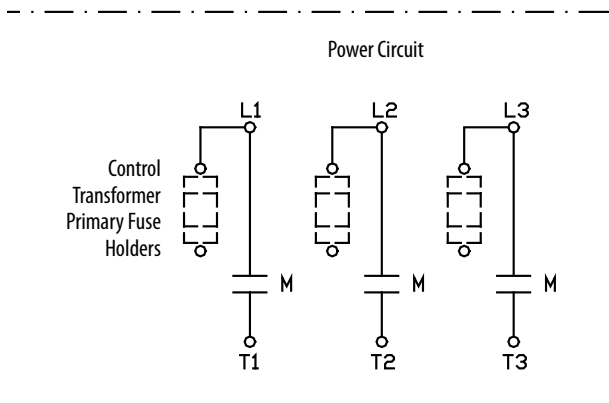 Power Circuit
L1 L2 L3
Control
Transformer
Primary Fuse
Holders
M M M
T1 T2 T3